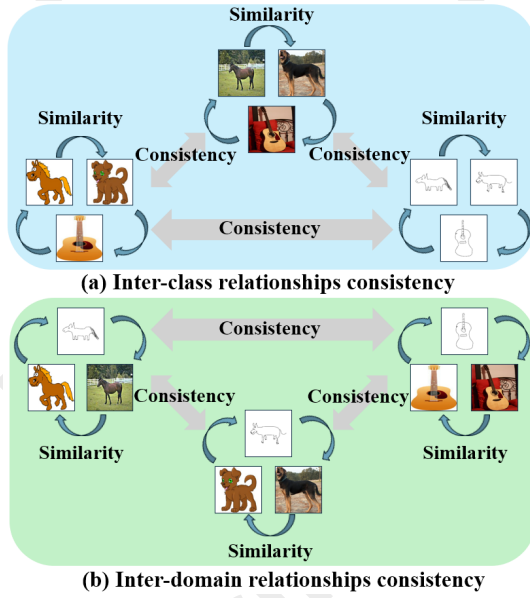 Similarity
Similarity
Similarity
Consistency
Consistency
Consistency
(a) Inter-class relationships consistency
Consistency
Consistency
Consistency
Similarity
Similarity
Similarity
(b) Inter-domain relationships consistency